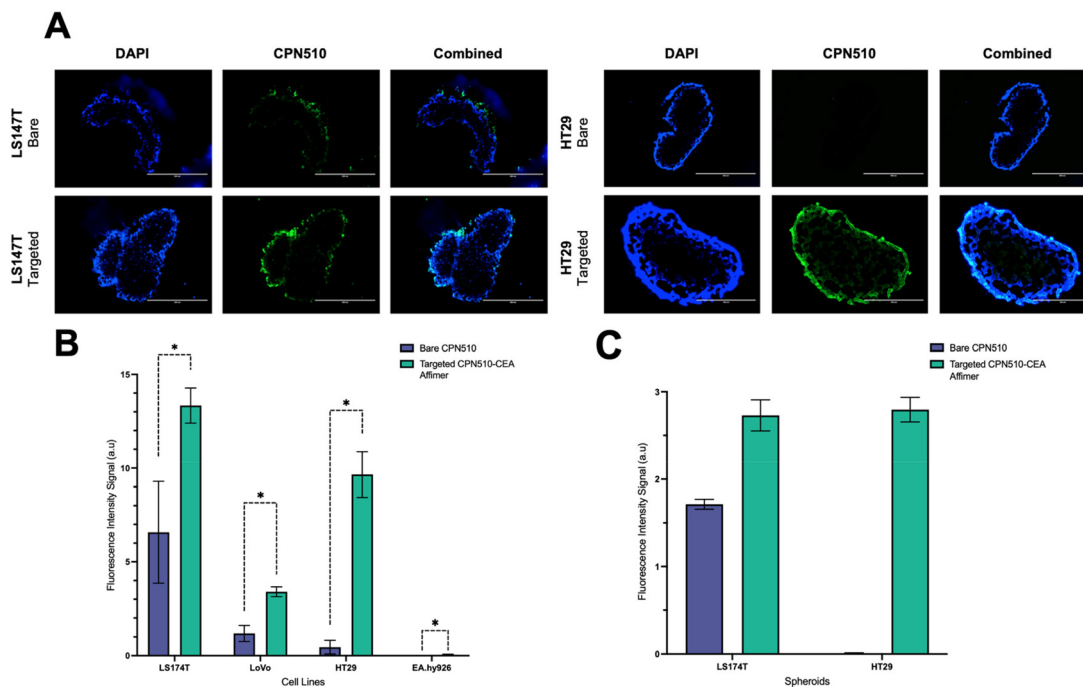 A
DAPI CPN510 Combined DAPI CPN510 Combined
LS147T
Bare
HT29
Bare
LS147T
Targeted
HT29
Targeted
B
Bare CPN510
Targeted CPN510-CEA
Affimer
Fluorescence Intensity Signal (a.u)
15
10
5
0
*
*
*
*
LS174T LoVo HT29 EA.hy926
Cell Lines
C
Bare CPN510
Targeted CPN510-CEA
Affimer
Fluorescence Intensity Signal (a.u)
3
2
1
0
LS174T HT29
Spheroids